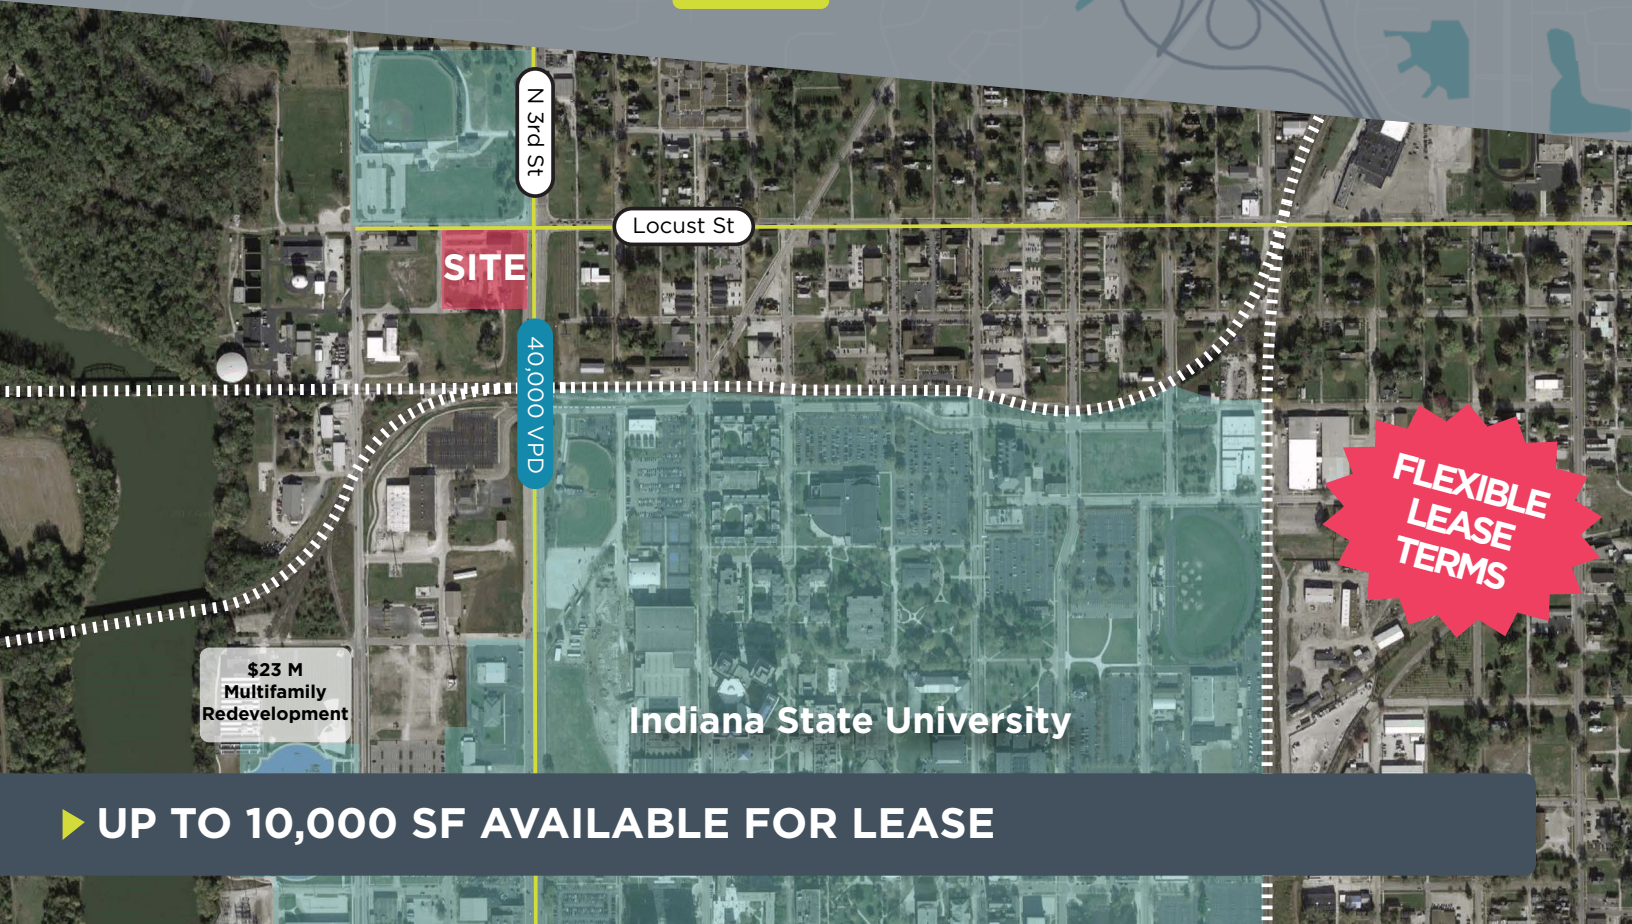 N 3rd St
Locust St
SITE
40,000 VPD
FLEXIBLE
LEASE
TERMS
$23 M
Multifamily
Redevelopment
Indiana State University
UP TO 10,000 SF AVAILABLE FOR LEASE